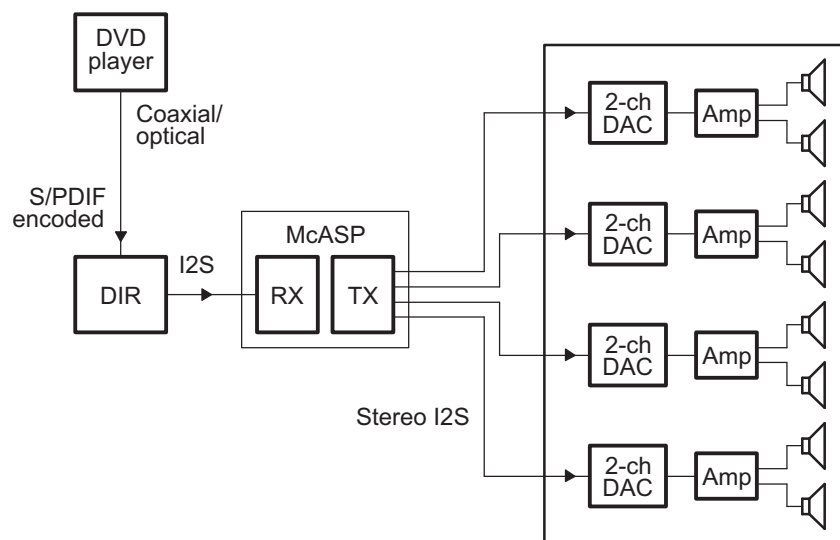 DVD
player
Coaxial/
optical
S/PDIF
encoded
DIR
I2S
McASP
RX
TX
Stereo I2S
2-ch
DAC
Amp
2-ch
DAC
Amp
2-ch
DAC
Amp
2-ch
DAC
Amp